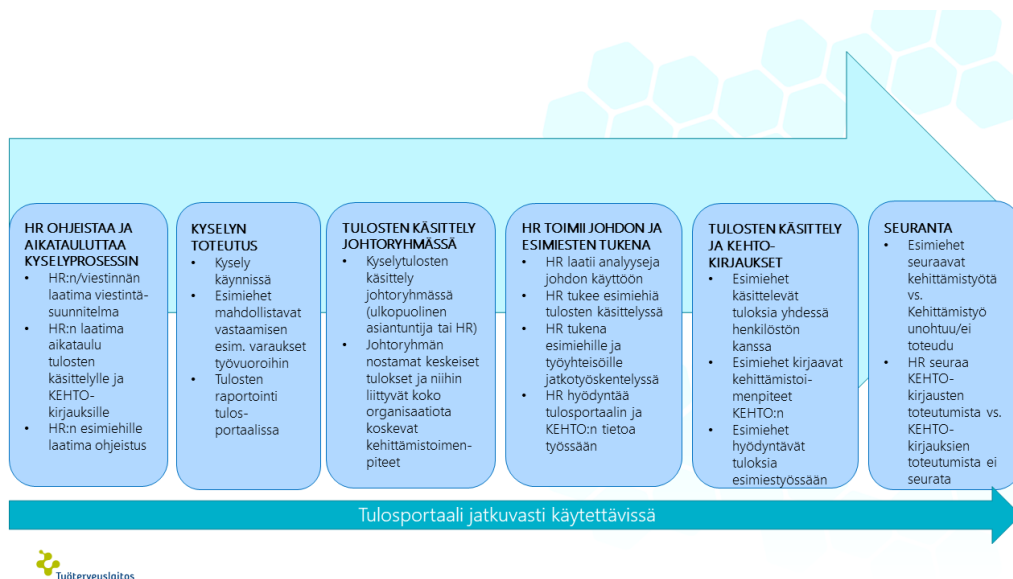 HR OHJEISTAA JA
AIKATAULUTTAA
KYSELYPROSESSIN
• HR:n/viestinnän
laatima viestintä-
suunnitelma
• HR:n laatima
aikataulu
tulosten
käsittelylle ja
KEHTO-
kirjauksille
• HR:n esimiehille
laatima ohjeistus
KYSELYN
TOTEUTUS
• Kysely
käynnissä
• Esimiehet
mahdollistavat
vastaamisen
esim. varaukset
työvuoroihin
• Tulosten
raportointi
tulos-
portaalissa
TULOSTEN KÄSITTELY
JOHTORYHMÄSSÄ
• Kyselytulosten
käsittely
johtoryhmässä
(ulkopuolinen
asiantuntija tai HR)
• Johtoryhmän
nostamat keskeiset
tulokset ja niihin
liittyvät koko
organisaatiota
koskevat
kehittämistoimen-
piteet
HR TOIMII JOHDON JA
ESIMIESTEN TUKENA
• HR laatii analyyseja
johdon käyttöön
• HR tukee esimiehiä
tulosten käsittelyssä
• HR tukena
esimiehille ja
työyhteisöille
jatkotyöskentelyssä
• HR hyödyntää
tulosportaalin ja
KEHTO:n tietoa
työssään
TULOSTEN KÄSITTELY
JA KEHTO-
KIRJAUKSET
• Esimiehet
käsittelevät
tuloksia yhdessä
henkilöstön
kanssa
• Esimiehet kirjaavat
kehittämistoi-
menpiteet
KEHTO:n
• Esimiehet
hyödyntävät
tuloksia
esimiestyössään
SEURANTA
• Esimiehet
seuraavat
kehittämistyötä
vs.
Kehittämistyö
unohtuu/ei
toteudu
• HR seuraa
KEHTO-
kirjausten
toteutumista vs.
KEHTO-
kirjauksien
toteutumista ei
seurata
Tulosportaali jatkuvasti käytettävissä
Työterveyslaitos